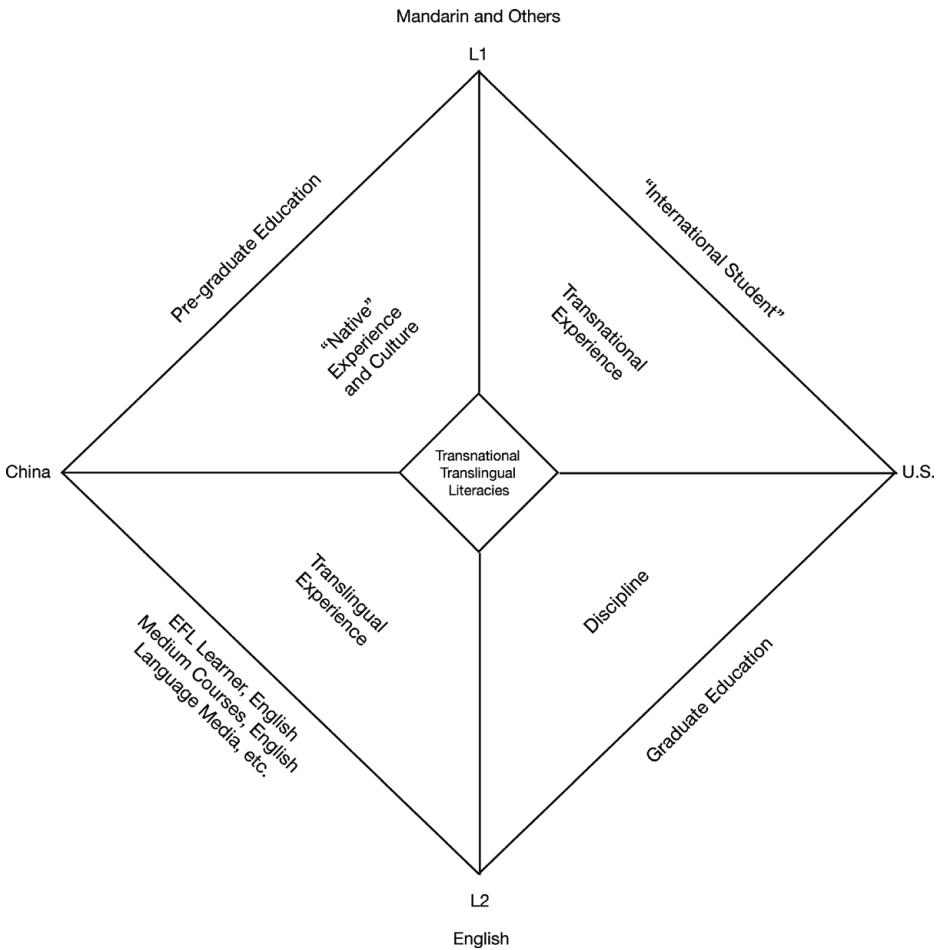 Mandarin and Others
L1
Pre-graduate Education
“International Student”
“Native”
Experience
and Culture
Transnational
Experience
China
Transnational
Translingual
Literacies
U.S.
Translingual
Experience
Discipline
EFL Learner, English
Medium Courses, English
Language Media, etc.
Graduate Education
L2
English